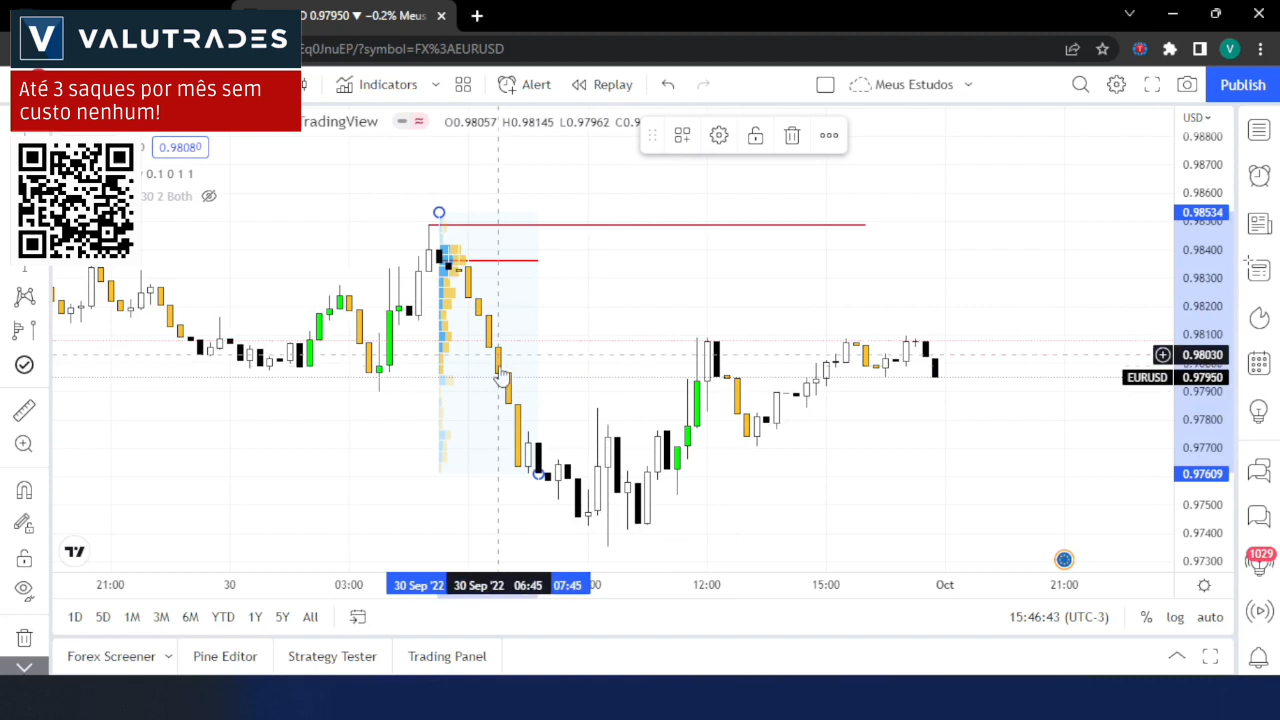 D 0.97950 ▼ −0.2% Meus
VALUTRADES
Até 3 saques por mês sem
custo nenhum!
Eq0JnuEP/?symbol=FX%3AEURUSD
V
Indicators
Alert
Replay
Meus Estudos
Publish
TradingView
O0.98057 H0.98145 L0.97962 C0.9
0.98080
0.1 0 1 1
30 2 Both
USD
0.98800
0.98700
0.98600
0.98534
0.98400
0.98300
0.98200
0.98100
0.98030
EURUSD
0.97950
0.97900
0.97800
0.97700
0.97609
0.97500
0.97400
0.97300
1029
21:00
30
03:00
30 Sep '22
30 Sep '22 06:45
07:45
:00
12:00
15:00
Oct
21:00
1D
5D
1M
3M
6M
YTD
1Y
5Y
All
15:46:43 (UTC-3)
%
log
auto
Forex Screener
Pine Editor
Strategy Tester
Trading Panel